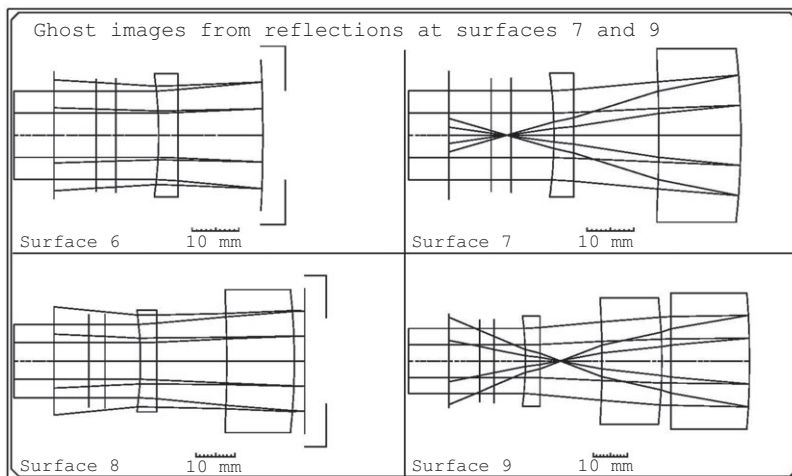 Ghost images from reflections at surfaces 7 and 9
Surface 6
10 mm
Surface 7
10 mm
Surface 8
10 mm
Surface 9
10 mm